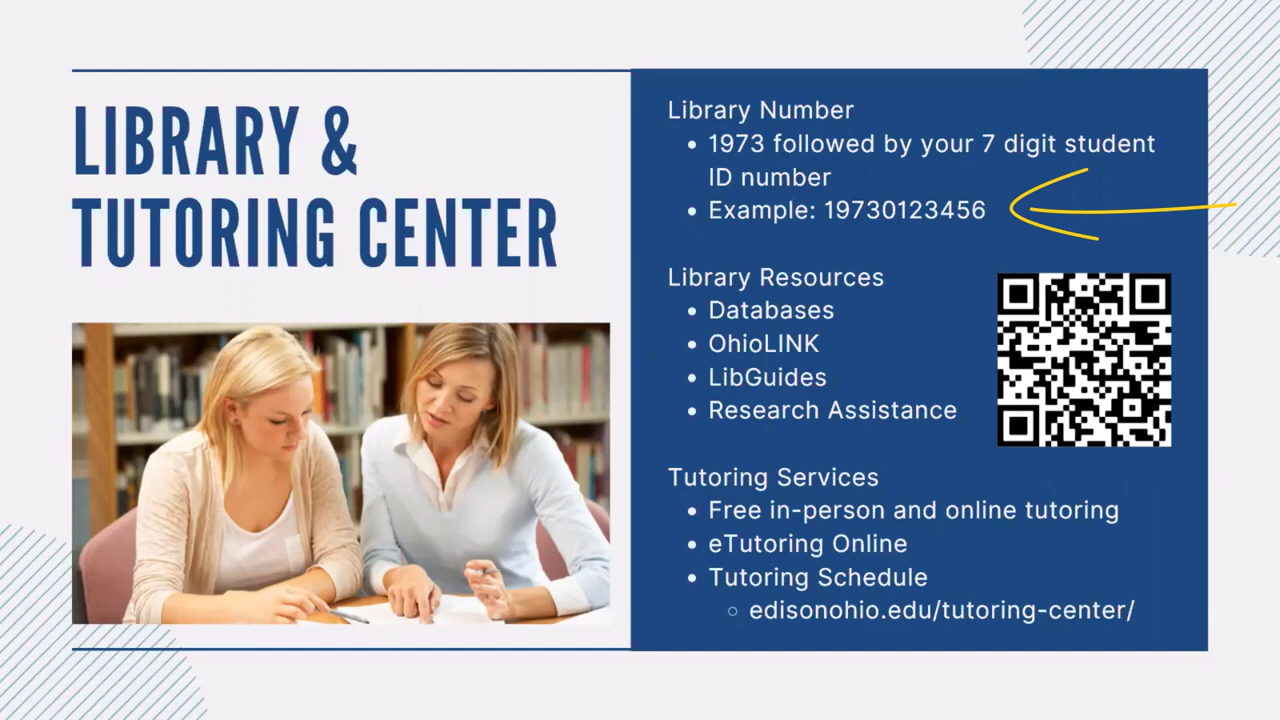 LIBRARY &
TUTORING CENTER
Library Number
• 1973 followed by your 7 digit student
ID number
• Example: 19730123456
Library Resources
• Databases
• OhioLINK
• LibGuides
• Research Assistance
Tutoring Services
• Free in-person and online tutoring
• eTutoring Online
• Tutoring Schedule
◦ edisonohio.edu/tutoring-center/